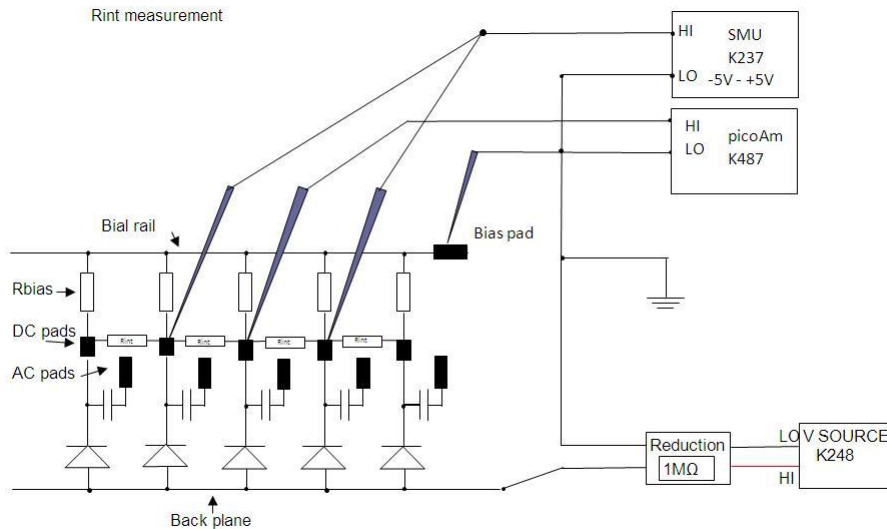 Rint measurement
HI
SMU
K237
LO
-5V - +5V
HI
picoAm
LO
K487
Bial rail
Bias pad
Rbias
DC pads
Rint
Rint
Rint
Rint
AC pads
Reduction
1MΩ
LO
V SOURCE
K248
HI
Back plane